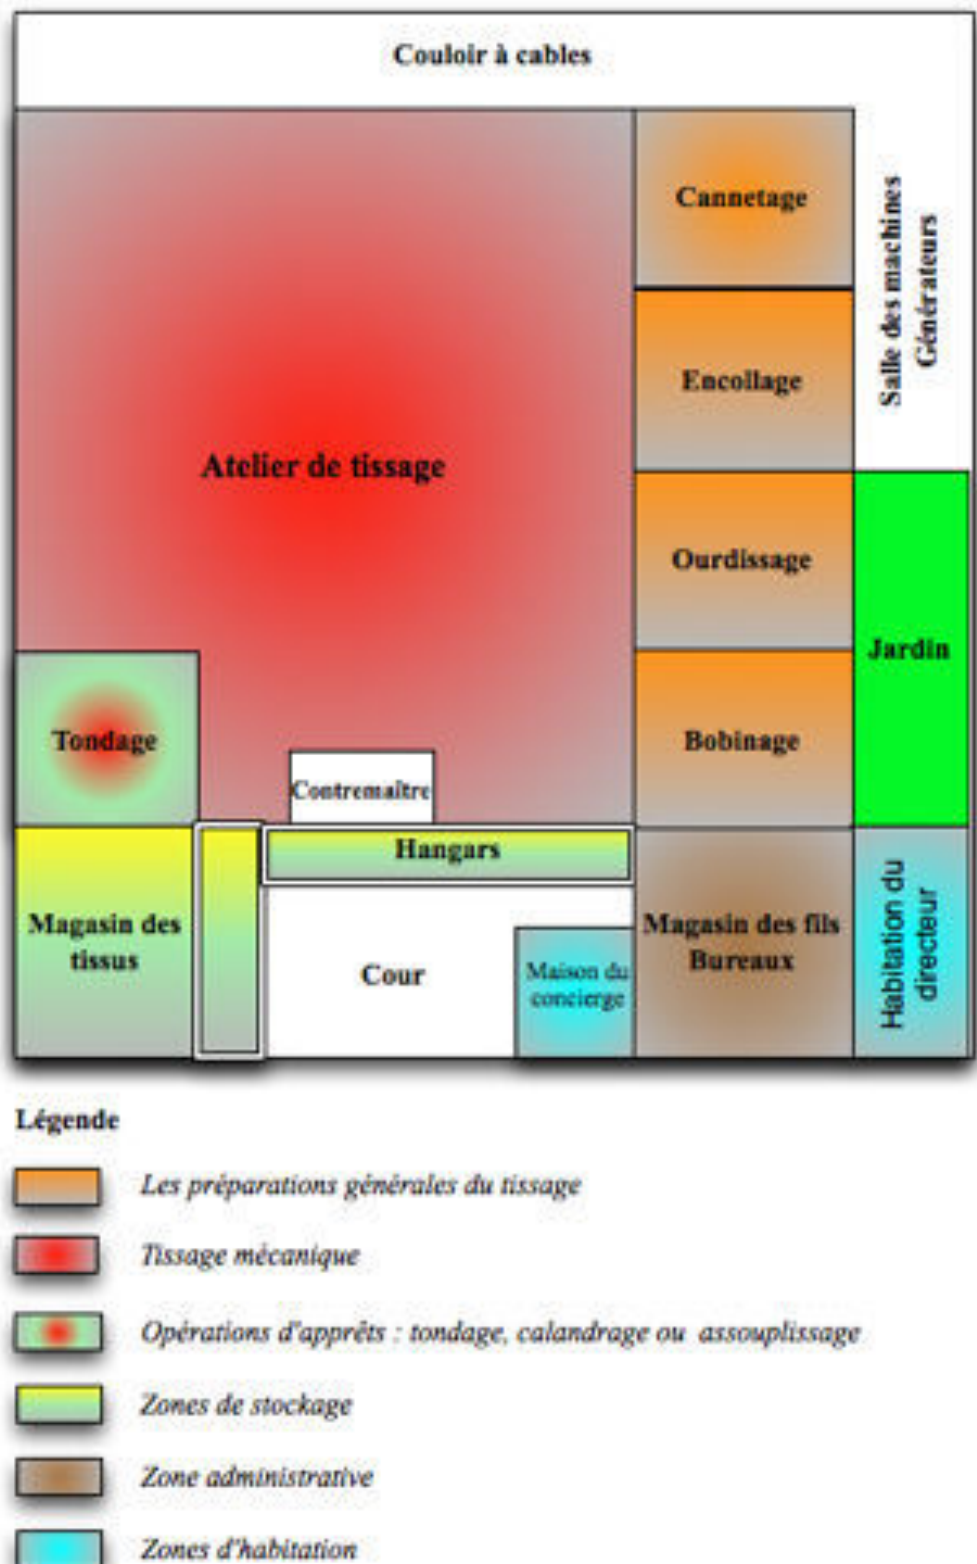 Couloir à cables
Cannetage
Salle des machines
Générateurs
Encollage
Atelier de tissage
Ourdissage
Jardin
Tondage
Bobinage
Contremaître
Hangars
Magasin des
tissus
Cour
Maison du
concierge
Magasin des fils
Bureaux
Habitation du
directeur
Légende
Les préparations générales du tissage
Tissage mécanique
Opérations d'apprêts : tondage, calandrage ou assouplissage
Zones de stockage
Zone administrative
Zones d'habitation